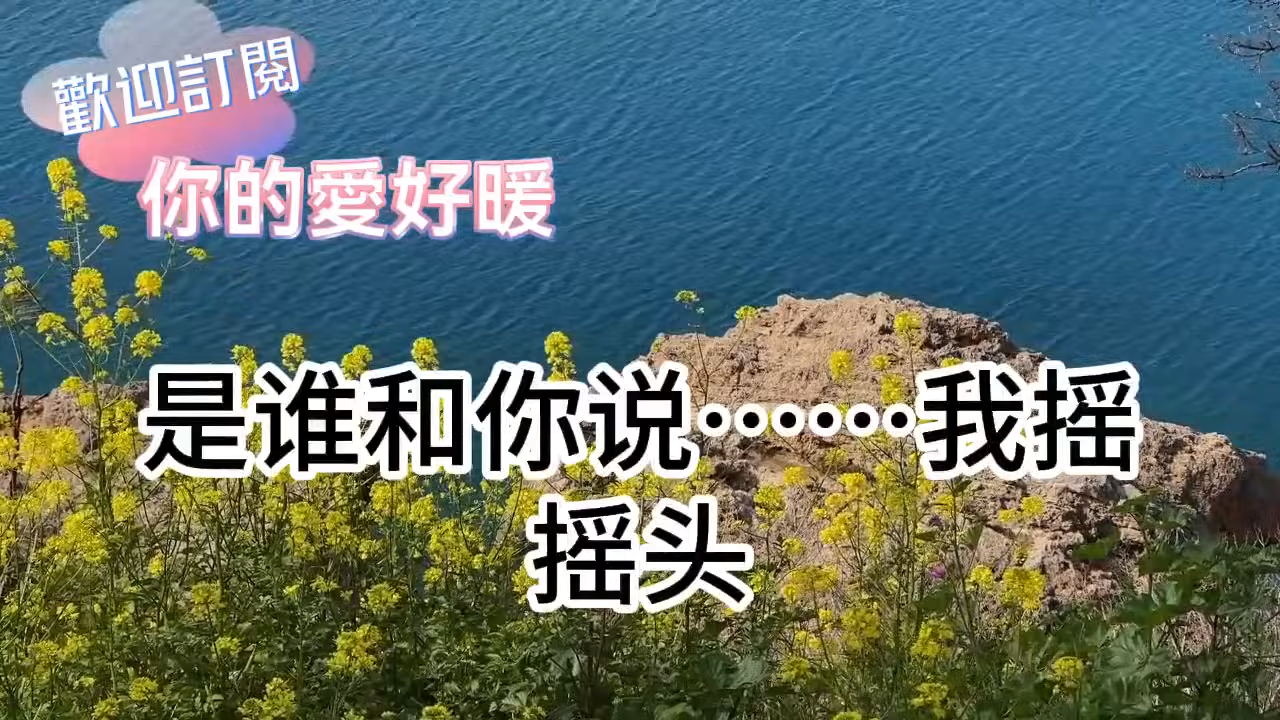 歡迎訂閱
你的愛好暖
是谁和你说……我摇
摇头